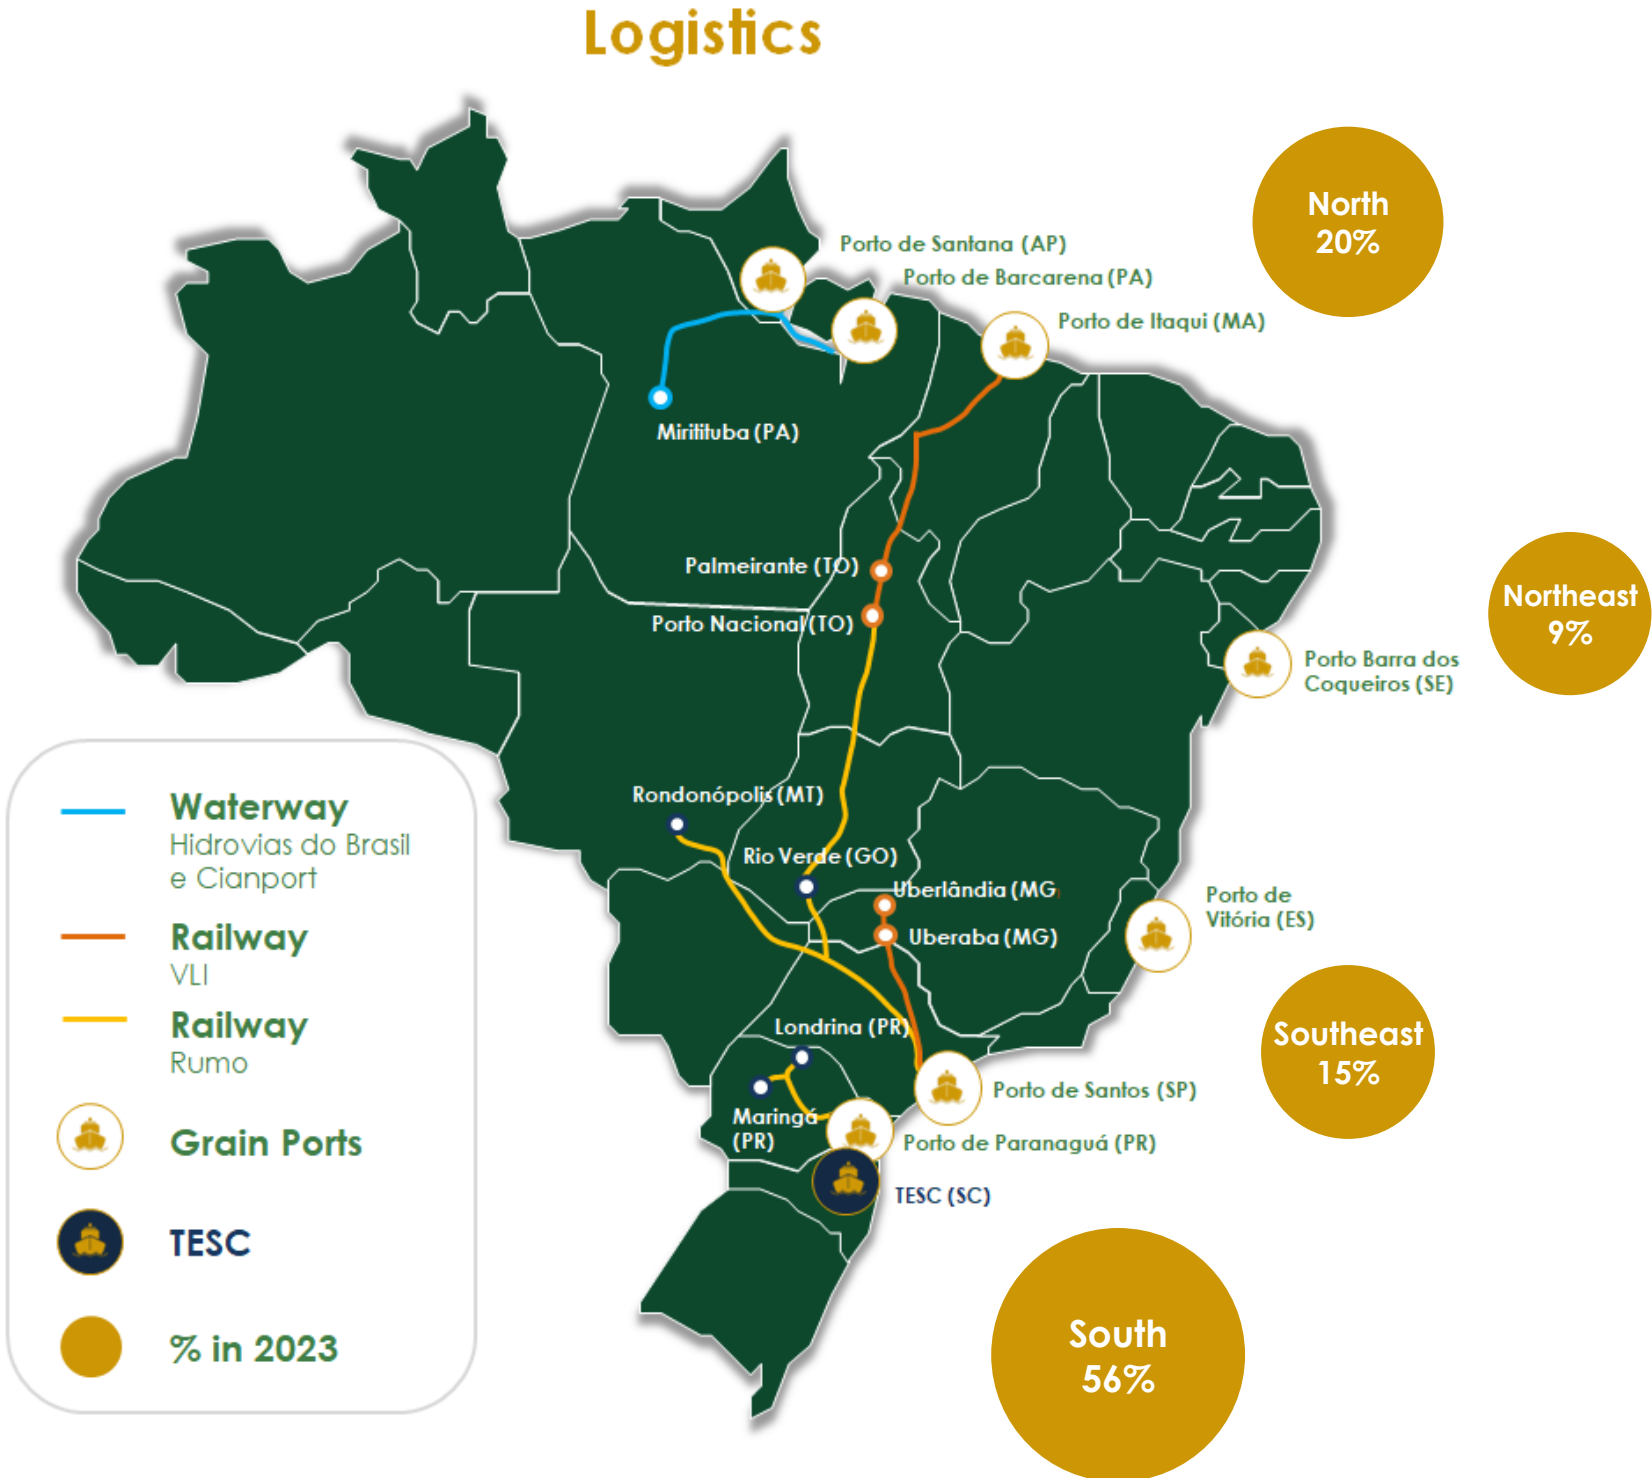 Logistics
North
20%
Porto de Santana (AP)
Porto de Barcarena (PA)
Porto de Itaqui (MA)
Miritituba (PA)
Palmeirante (TO)
Porto Nacional (TO)
Northeast
9%
Porto Barra dos
Coqueiros (SE)
Rondonópolis (MT)
Rio Verde (GO)
Uberlândia (MG
Uberaba (MG)
Porto de
Vitória (ES)
Southeast
15%
Londrina (PR)
Maringá
(PR)
Porto de Santos (SP)
Porto de Paranaguá (PR)
TESC (SC)
South
56%
Waterway
Hidrovias do Brasil
e Cianport
Railway
VLI
Railway
Rumo
Grain Ports
TESC
% in 2023